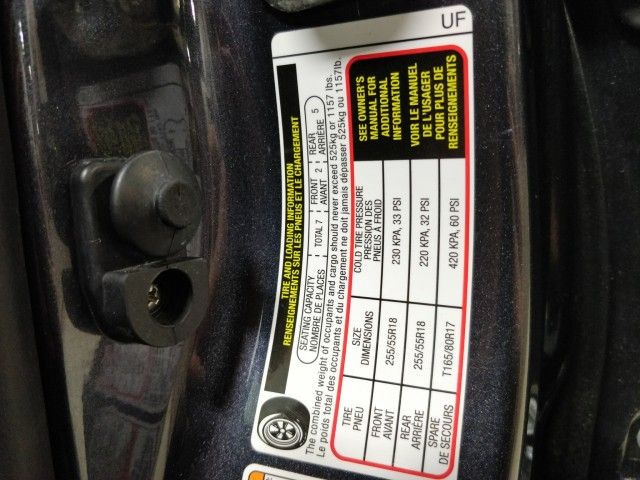 UF
TIRE AND LOADING INFORMATION
RENSEIGNEMENTS SUR LES PNEUS ET LE CHARGEMENT
SEATING CAPACITY
NOMBRE DE PLACES
TOTAL 7
FRONT
AVANT 2
REAR
ARRIÈRE 5
The combined weight of occupants and cargo should never exceed 525kg or 1157 lbs.
Le poids total des occupants et du chargement ne doit jamais dépasser 525kg ou 1157lb.
TIRE
PNEU
SIZE
DIMENSIONS
COLD TIRE PRESSURE
PRESSION DES
PNEUS À FROID
FRONT
AVANT
255/55R18
230 KPA, 33 PSI
REAR
ARRIÈRE
255/55R18
220 KPA, 32 PSI
SPARE
DE SECOURS
T165/80R17
420 KPA, 60 PSI
SEE OWNER'S
MANUAL FOR
ADDITIONAL
INFORMATION
VOIR LE MANUEL
DE L'USAGER
POUR PLUS DE
RENSEIGNEMENTS